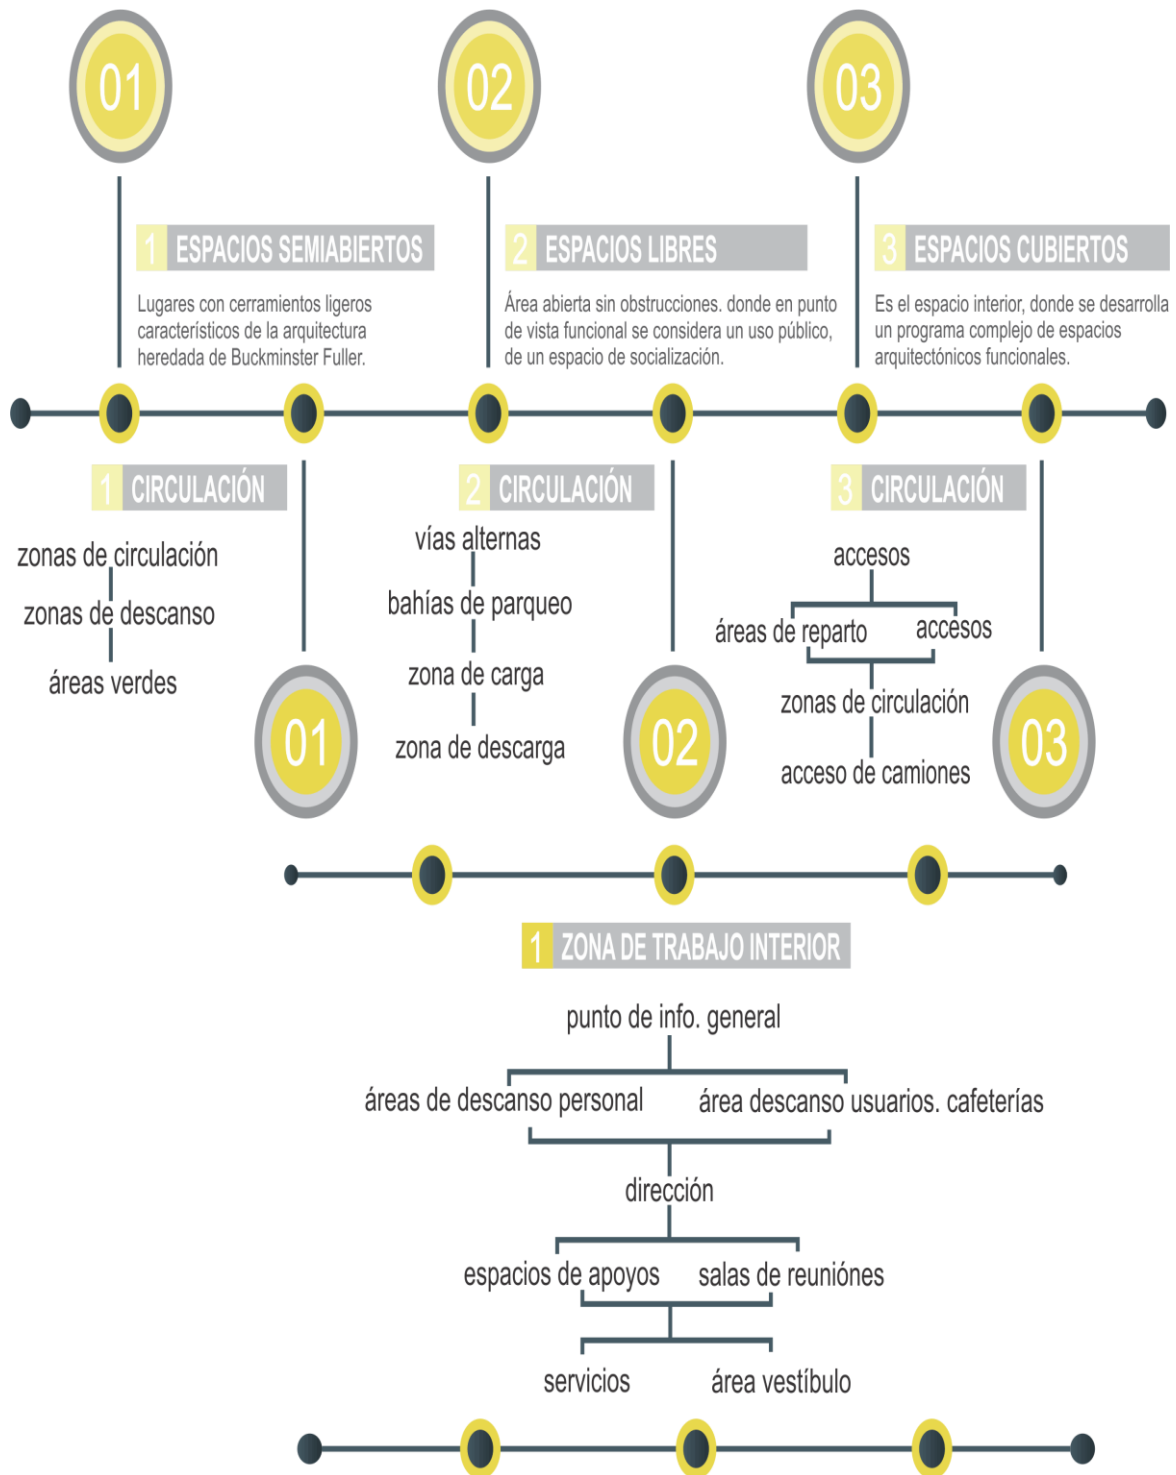 01
02
03
1 ESPACIOS SEMIABIERTOS
Lugares con cerramientos ligeros
característicos de la arquitectura
heredada de Buckminster Fuller.
2 ESPACIOS LIBRES
Área abierta sin obstrucciones. donde en punto
de vista funcional se considera un uso público,
de un espacio de socialización.
3 ESPACIOS CUBIERTOS
Es el espacio interior, donde se desarrolla
un programa complejo de espacios
arquitectónicos funcionales.
1 CIRCULACIÓN
zonas de circulación
zonas de descanso
áreas verdes
01
2 CIRCULACIÓN
vías alternas
bahías de parqueo
zona de carga
zona de descarga
02
3 CIRCULACIÓN
accesos
áreas de reparto
accesos
zonas de circulación
acceso de camiones
03
1 ZONA DE TRABAJO INTERIOR
punto de info. general
áreas de descanso personal
área descanso usuarios. cafeterías
dirección
espacios de apoyos
salas de reuniónes
servicios
área vestíbulo